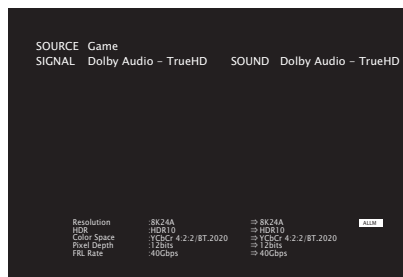 SOURCE Game
SIGNAL Dolby Audio – TrueHD SOUND Dolby Audio – TrueHD
Resolution :8K24A ⇒ 8K24A ALLM
HDR :HDR10 ⇒ HDR10
Color Space :YCbCr 4:2:2/BT.2020 ⇒ YCbCr 4:2:2/BT.2020
Pixel Depth :12bits ⇒ 12bits
FRL Rate :40Gbps ⇒ 40Gbps